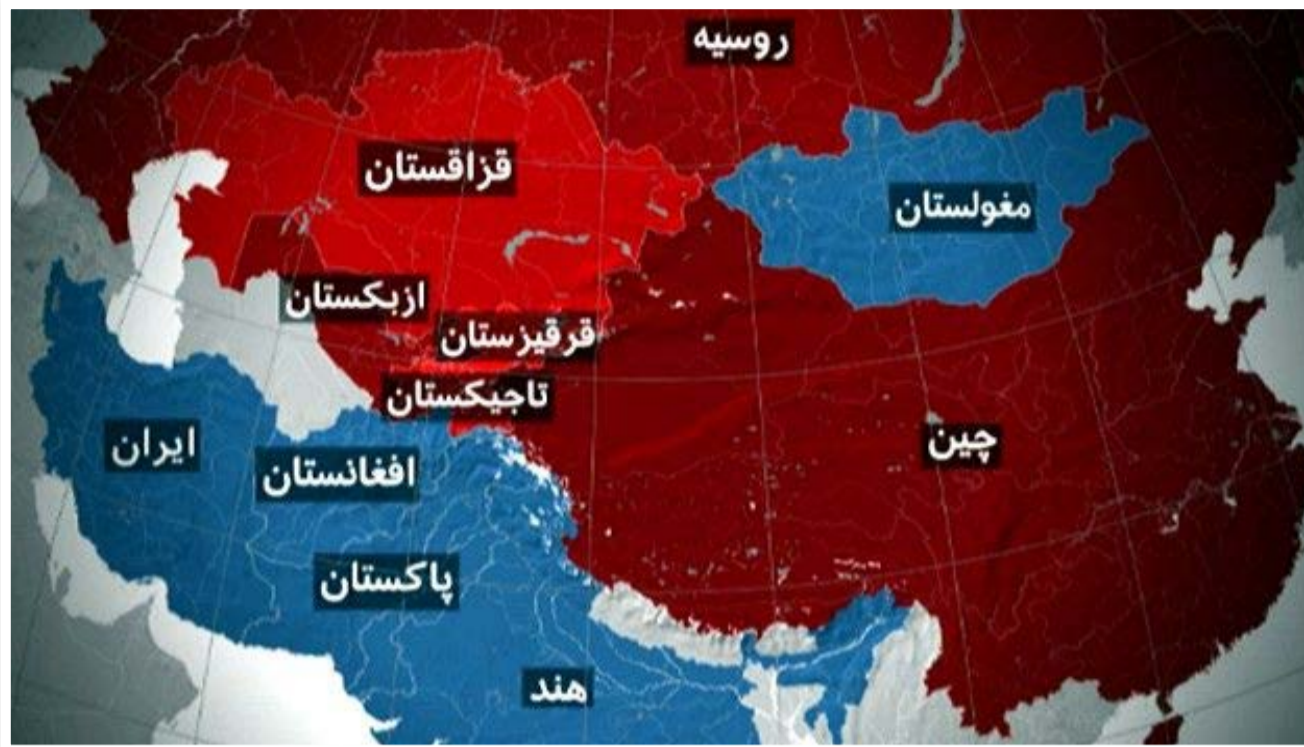 روسیه
قزاقستان
مغولستان
ازبکستان
قرقیزستان
تاجیکستان
ایران
افغانستان
چین
پاکستان
هند